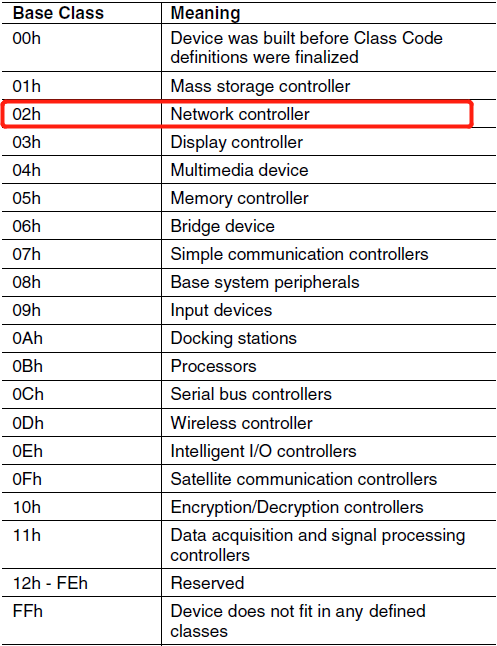 Base Class Meaning
00h Device was built before Class Code
definitions were finalized
01h Mass storage controller
02h Network controller
03h Display controller
04h Multimedia device
05h Memory controller
06h Bridge device
07h Simple communication controllers
08h Base system peripherals
09h Input devices
0Ah Docking stations
0Bh Processors
0Ch Serial bus controllers
0Dh Wireless controller
0Eh Intelligent I/O controllers
0Fh Satellite communication controllers
10h Encryption/Decryption controllers
11h Data acquisition and signal processing
controllers
12h - FEh Reserved
FFh Device does not fit in any defined
classes